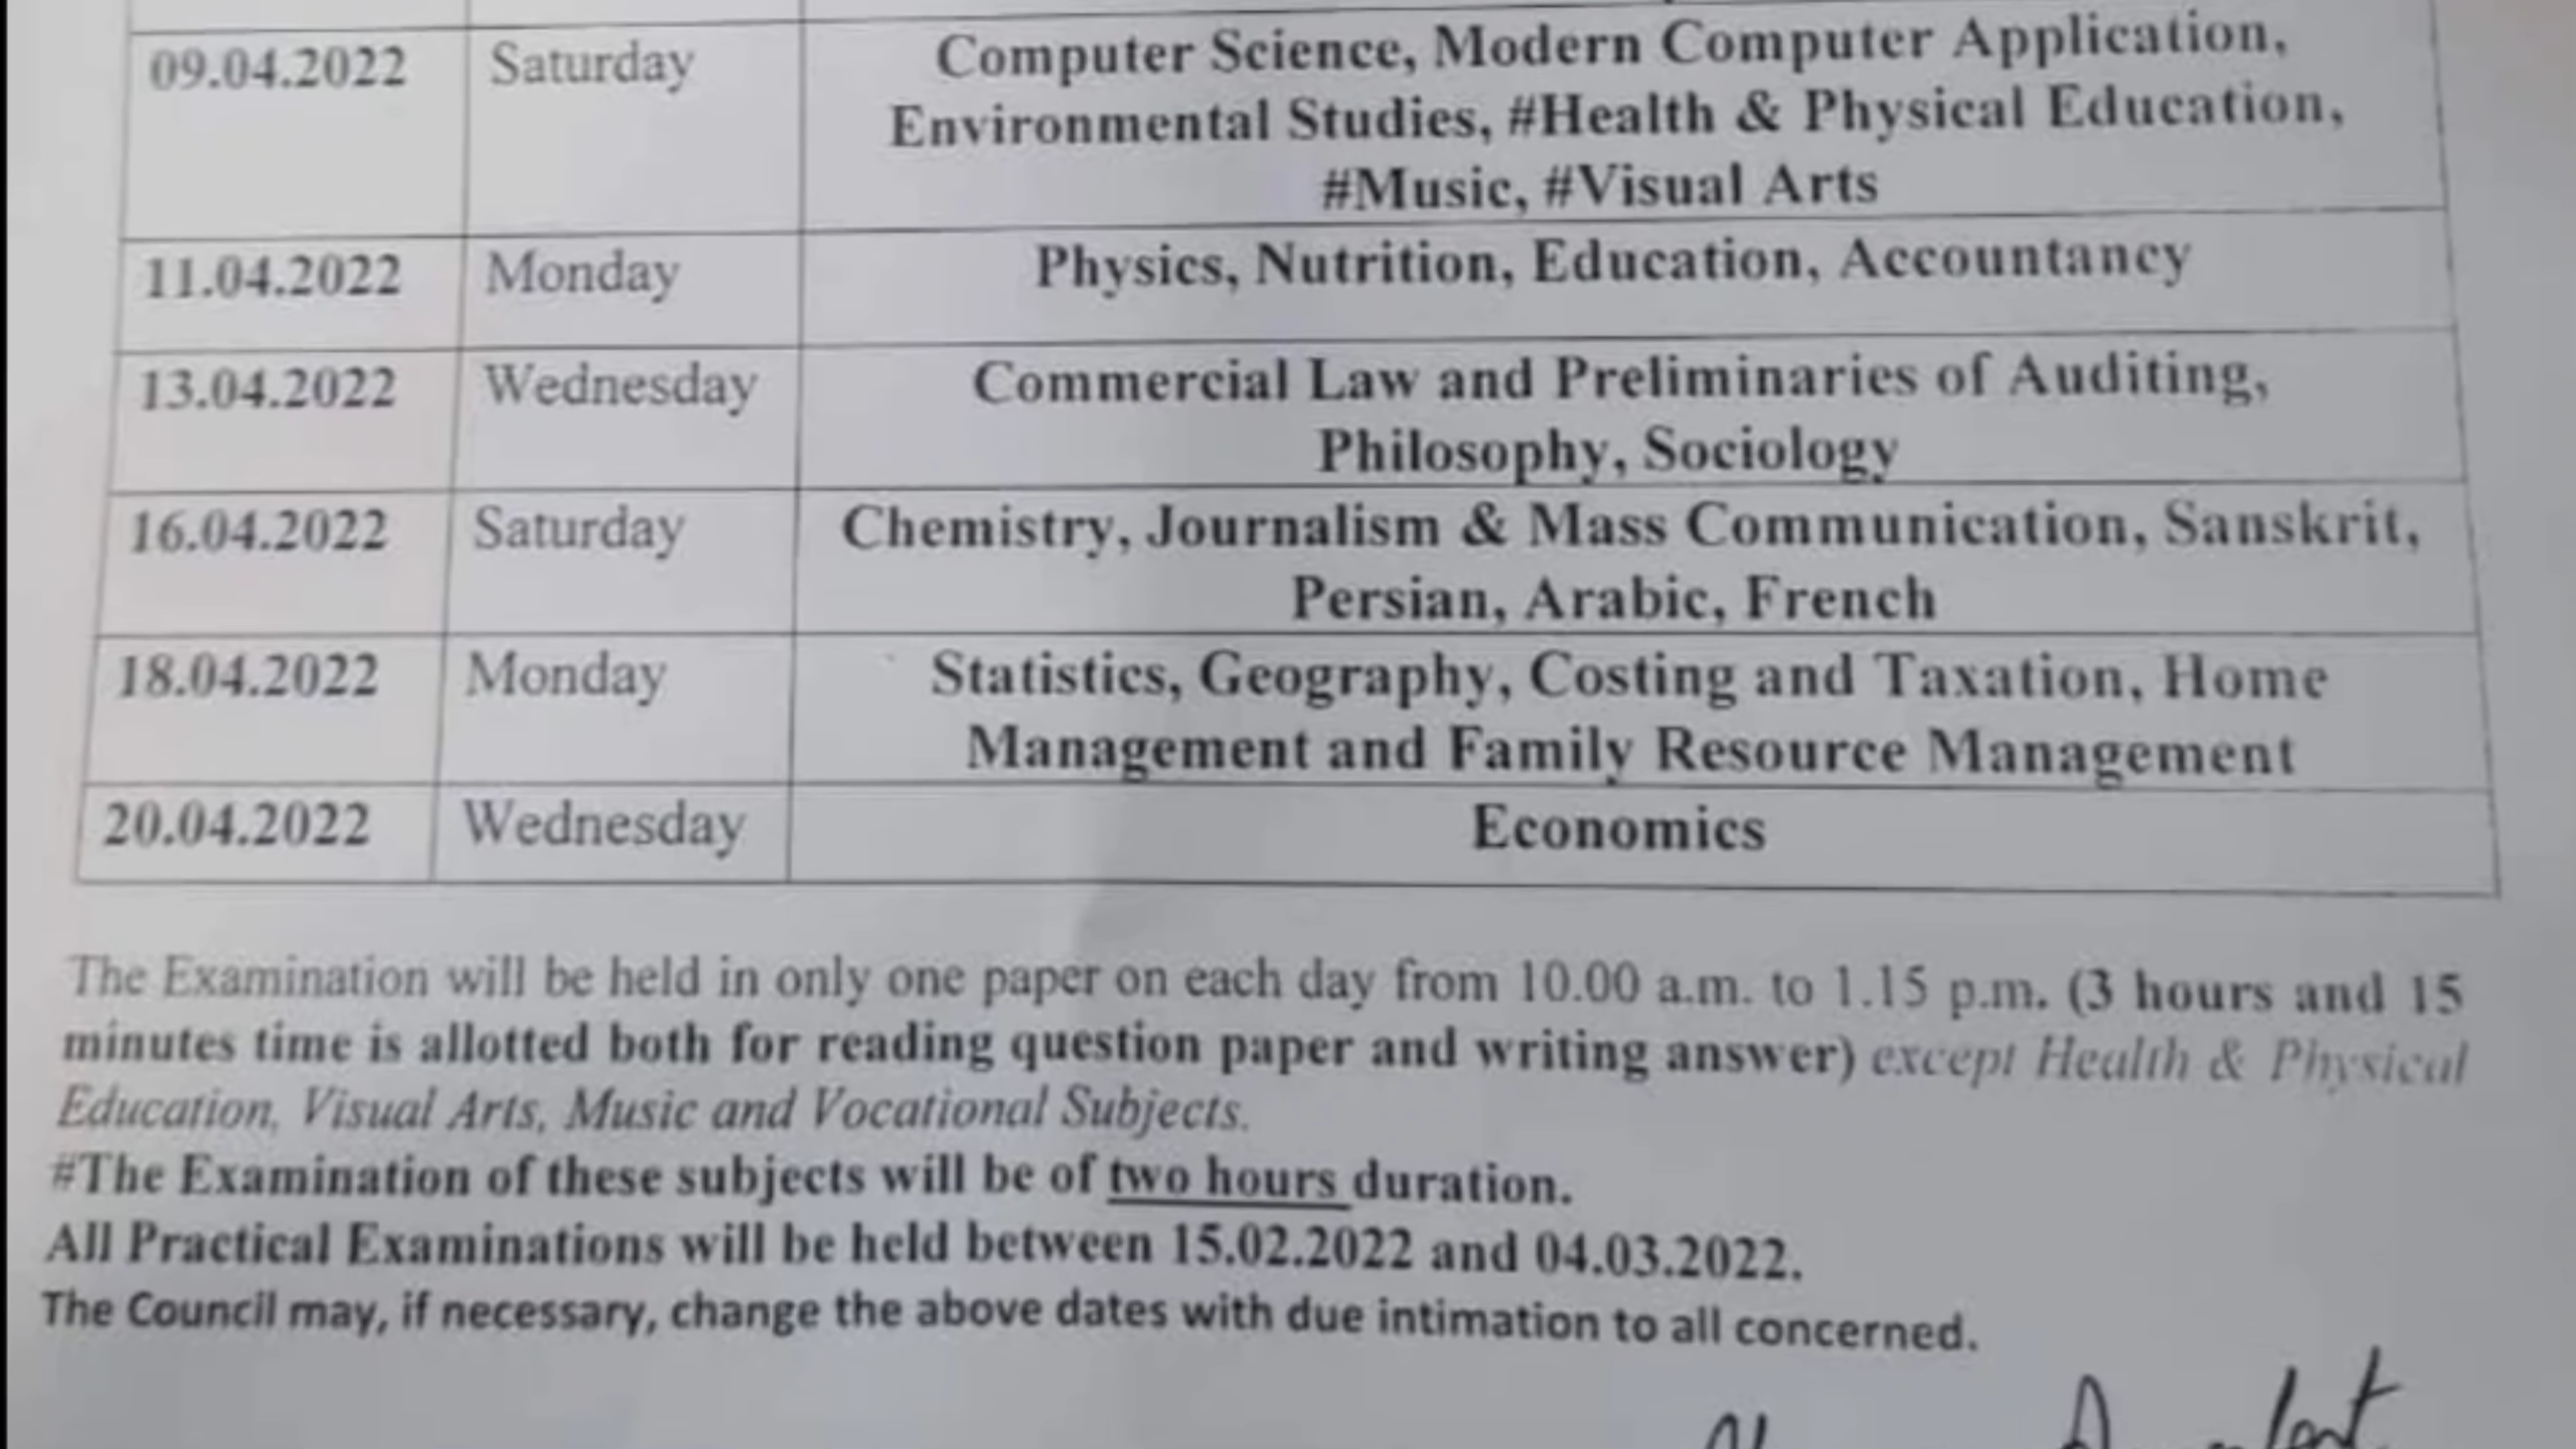 09.04.2022 Saturday Computer Science, Modern Computer Application,
Environmental Studies, #Health & Physical Education,
#Music, #Visual Arts
11.04.2022 Monday Physics, Nutrition, Education, Accountancy
13.04.2022 Wednesday Commercial Law and Preliminaries of Auditing,
Philosophy, Sociology
16.04.2022 Saturday Chemistry, Journalism & Mass Communication, Sanskrit,
Persian, Arabic, French
18.04.2022 Monday Statistics, Geography, Costing and Taxation, Home
Management and Family Resource Management
20.04.2022 Wednesday Economics
The Examination will be held in only one paper on each day from 10.00 a.m. to 1.15 p.m. (3 hours and 15
minutes time is allotted both for reading question paper and writing answer) except Health & Physical
Education, Visual Arts, Music and Vocational Subjects.
#The Examination of these subjects will be of two hours duration.
All Practical Examinations will be held between 15.02.2022 and 04.03.2022.
The Council may, if necessary, change the above dates with due intimation to all concerned.